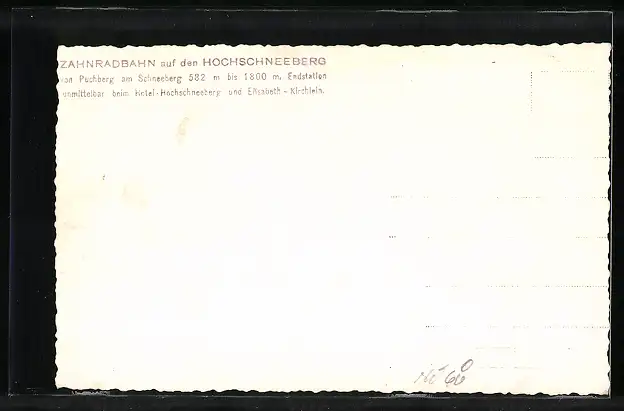 ZAHNRADBAHN auf den HOCHSCHNEEBERG
von Puchberg am Schneeberg 582 m bis 1800 m. Endstation
unmittelbar beim Hotel-Hochschneeberg und Elisabeth-Kirchlein.